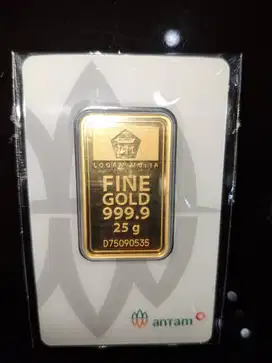 LOGAM MULIA
FINE
GOLD
999.9
25 g
D75090535
antam